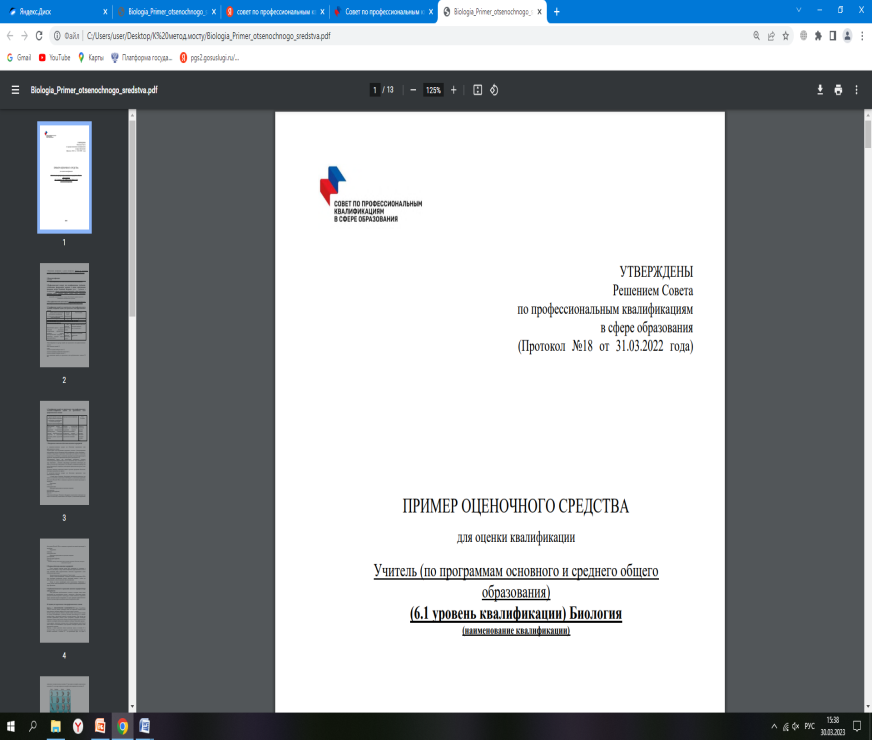 Яндекс.Диск
Biologia_Primer_otsenochnogo_s
совет по профессиональным к
Совет по профессиональным к
Biologia_Primer_otsenochnogo_
Файл | C:/Users/user/Desktop/К%20метод.мосту/Biologia_Primer_otsenochnogo_sredstva.pdf
Gmail
YouTube
Карты
Платформа госуда...
pgs2.gosuslugi.ru/...
Biologia_Primer_otsenochnogo_sredstva.pdf
1 / 13
125%
1
2
3
4
СОВЕТ ПО ПРОФЕССИОНАЛЬНЫМ
КВАЛИФИКАЦИЯМ
В СФЕРЕ ОБРАЗОВАНИЯ
УТВЕРЖДЕНЫ
Решением Совета
по профессиональным квалификациям
в сфере образования
(Протокол №18 от 31.03.2022 года)
ПРИМЕР ОЦЕНОЧНОГО СРЕДСТВА
для оценки квалификации
Учитель (по программам основного и среднего общего
образования)
(6.1 уровень квалификации) Биология
(наименование квалификации)
РУС
15:38
30.03.2023